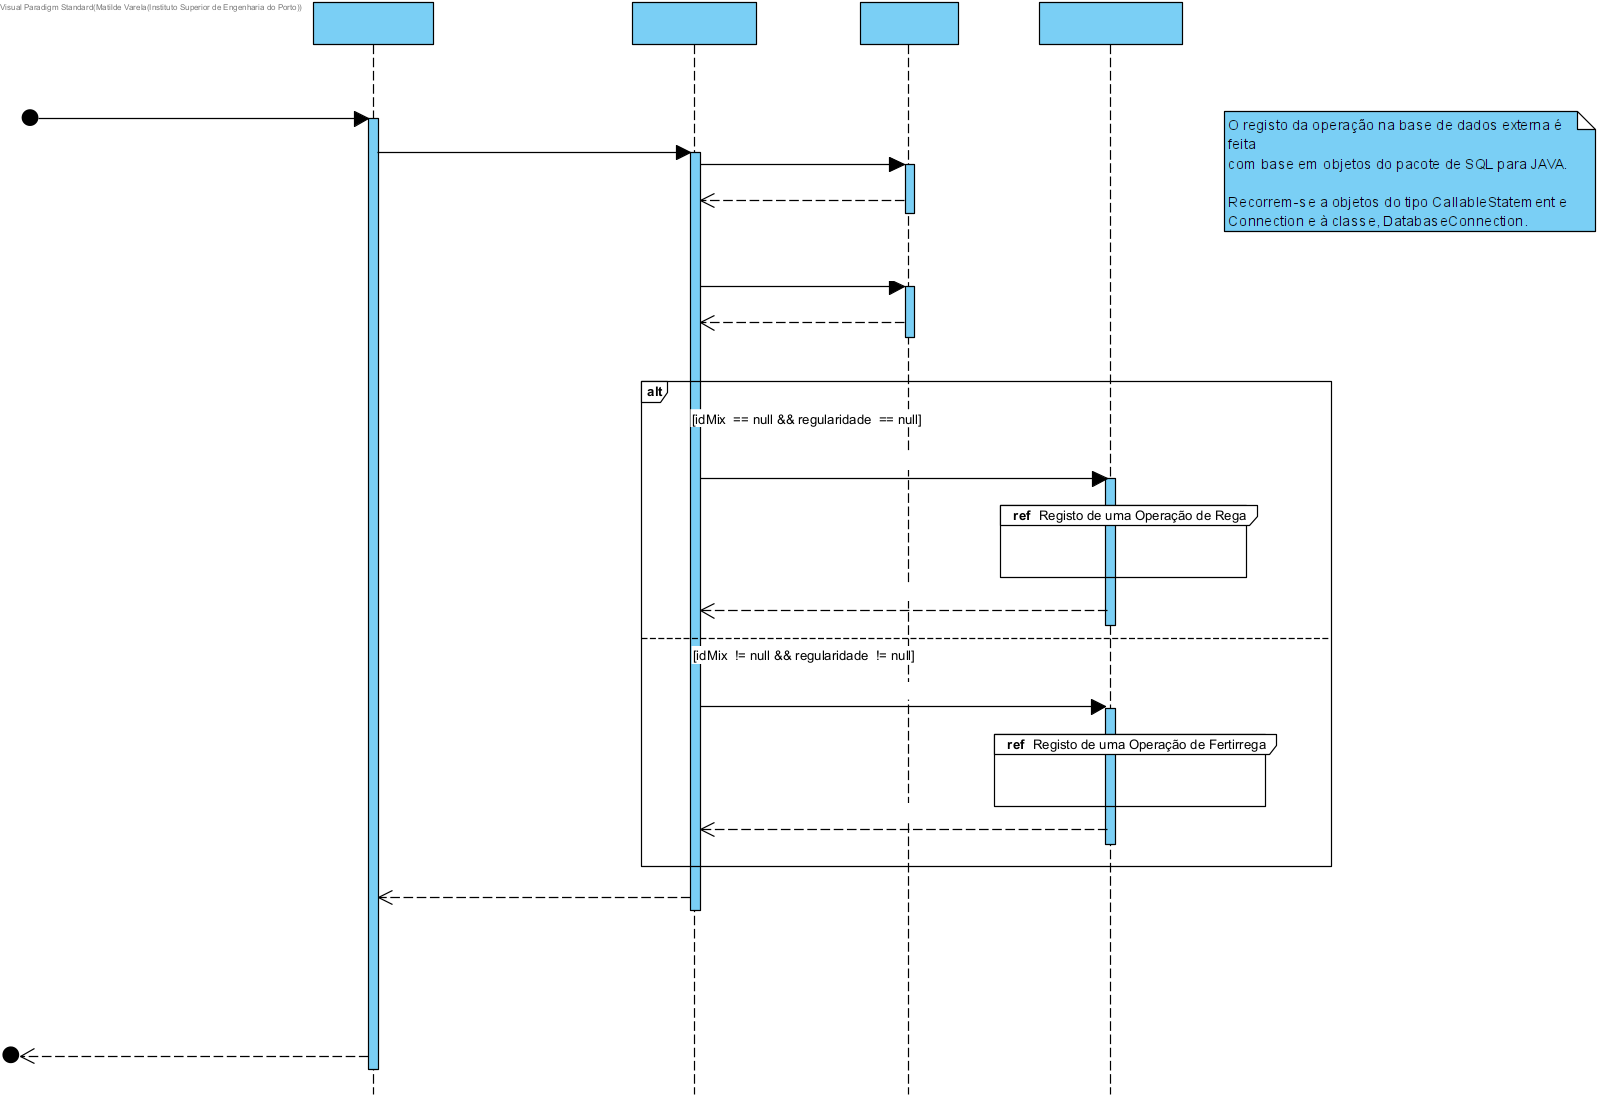 Visual Paradigm Standard(Matilde Varela(Instituto Superior de Engenharia do Porto))
O registo da operação na base de dados externa é
feita
com base em objetos do pacote de SQL para JAVA.
Recorrem-se a objetos do tipo CallableStatement e
Connection e à classe, DatabaseConnection.
alt
[idMix == null && regularidade == null]
ref Registo de uma Operação de Rega
[idMix != null && regularidade != null]
ref Registo de uma Operação de Fertirrega